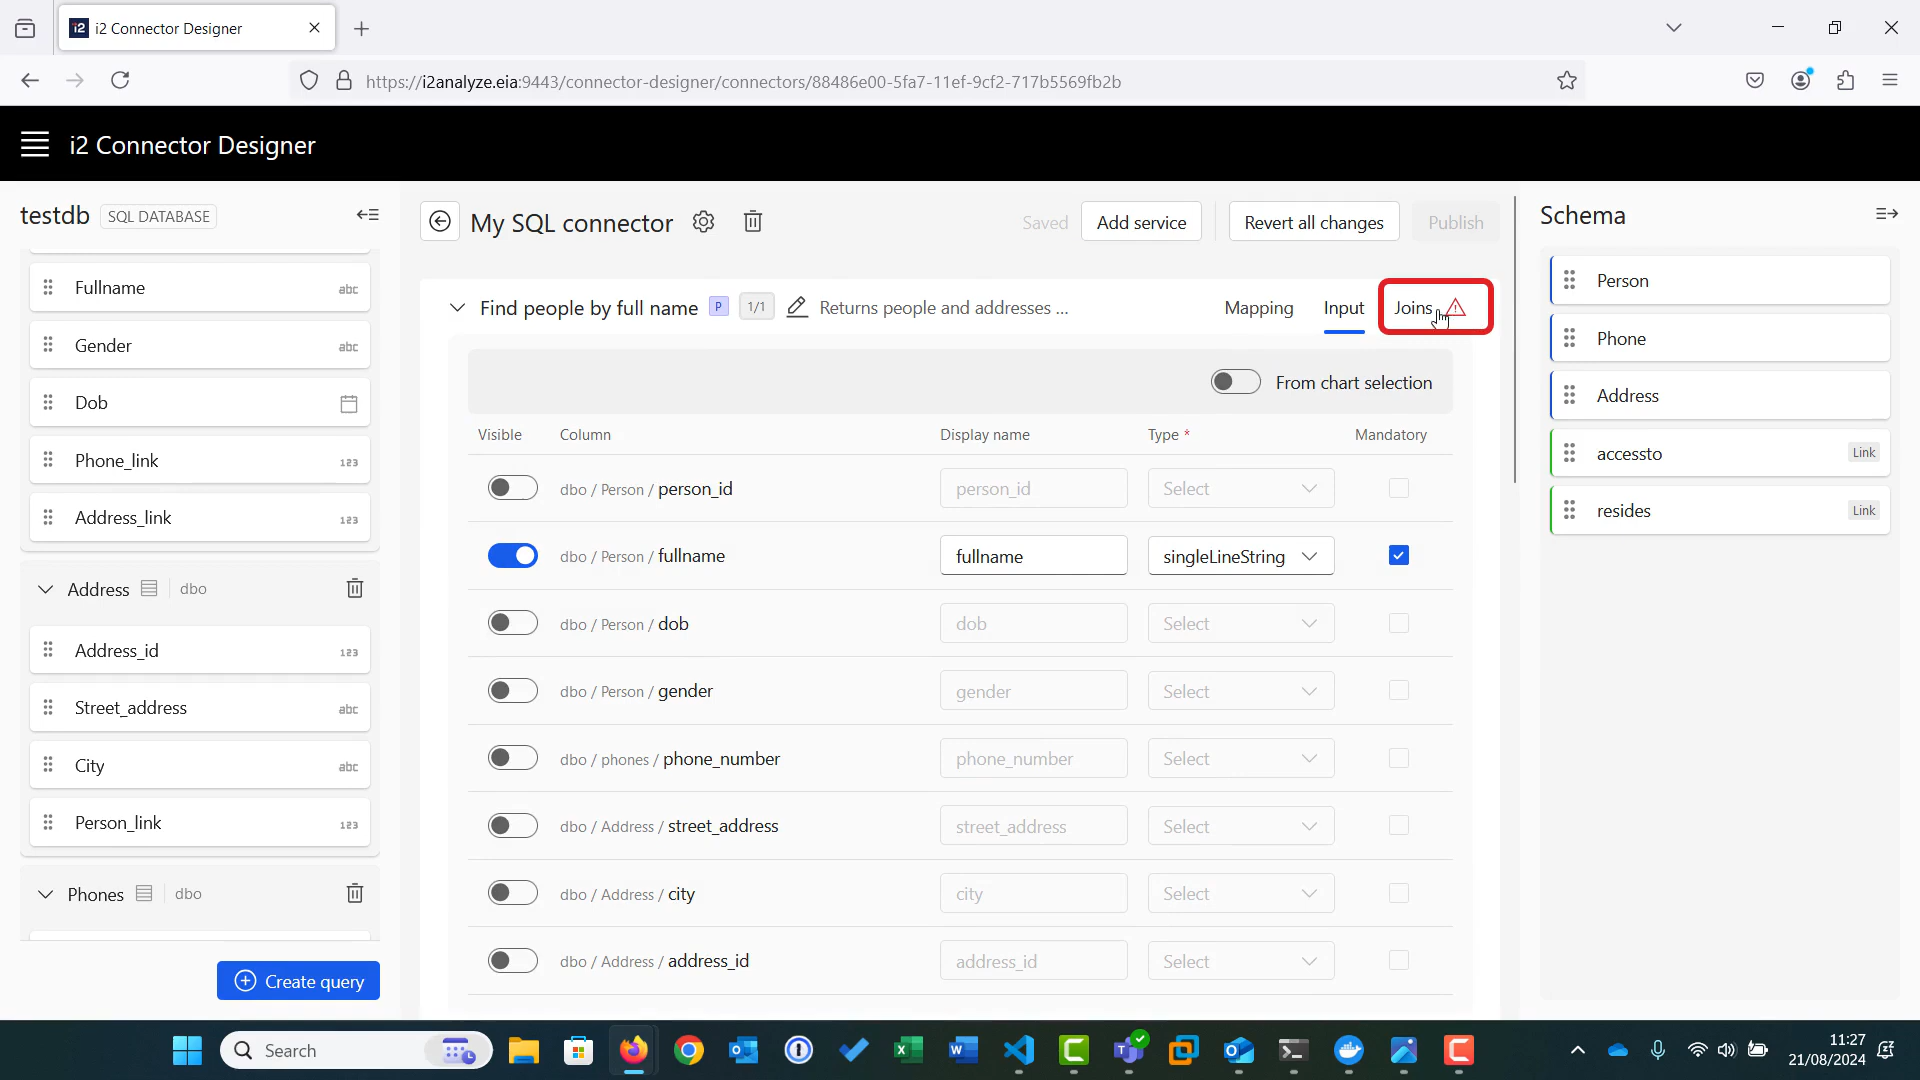 i2 Connector Designer
https://i2analyze.eia:9443/connector-designer/connectors/88486e00-5fa7-11ef-9cf2-717b5569fb2b
i2 Connector Designer
testdb SQL DATABASE
Fullname abc
Gender abc
Dob
Phone_link 123
Address_link 123
Address dbo
Address_id 123
Street_address abc
City abc
Person_link 123
Phones dbo
Create query
My SQL connector Saved Add service Revert all changes Publish
Find people by full name P 1/1 Returns people and addresses ... Mapping Input Joins
From chart selection
Visible Column Display name Type * Mandatory
dbo / Person / person_id person_id Select
dbo / Person / fullname fullname singleLineString
dbo / Person / dob dob Select
dbo / Person / gender gender Select
dbo / phones / phone_number phone_number Select
dbo / Address / street_address street_address Select
dbo / Address / city city Select
dbo / Address / address_id address_id Select
Schema
Person
Phone
Address
accessto Link
resides Link
Search
11:27
21/08/2024